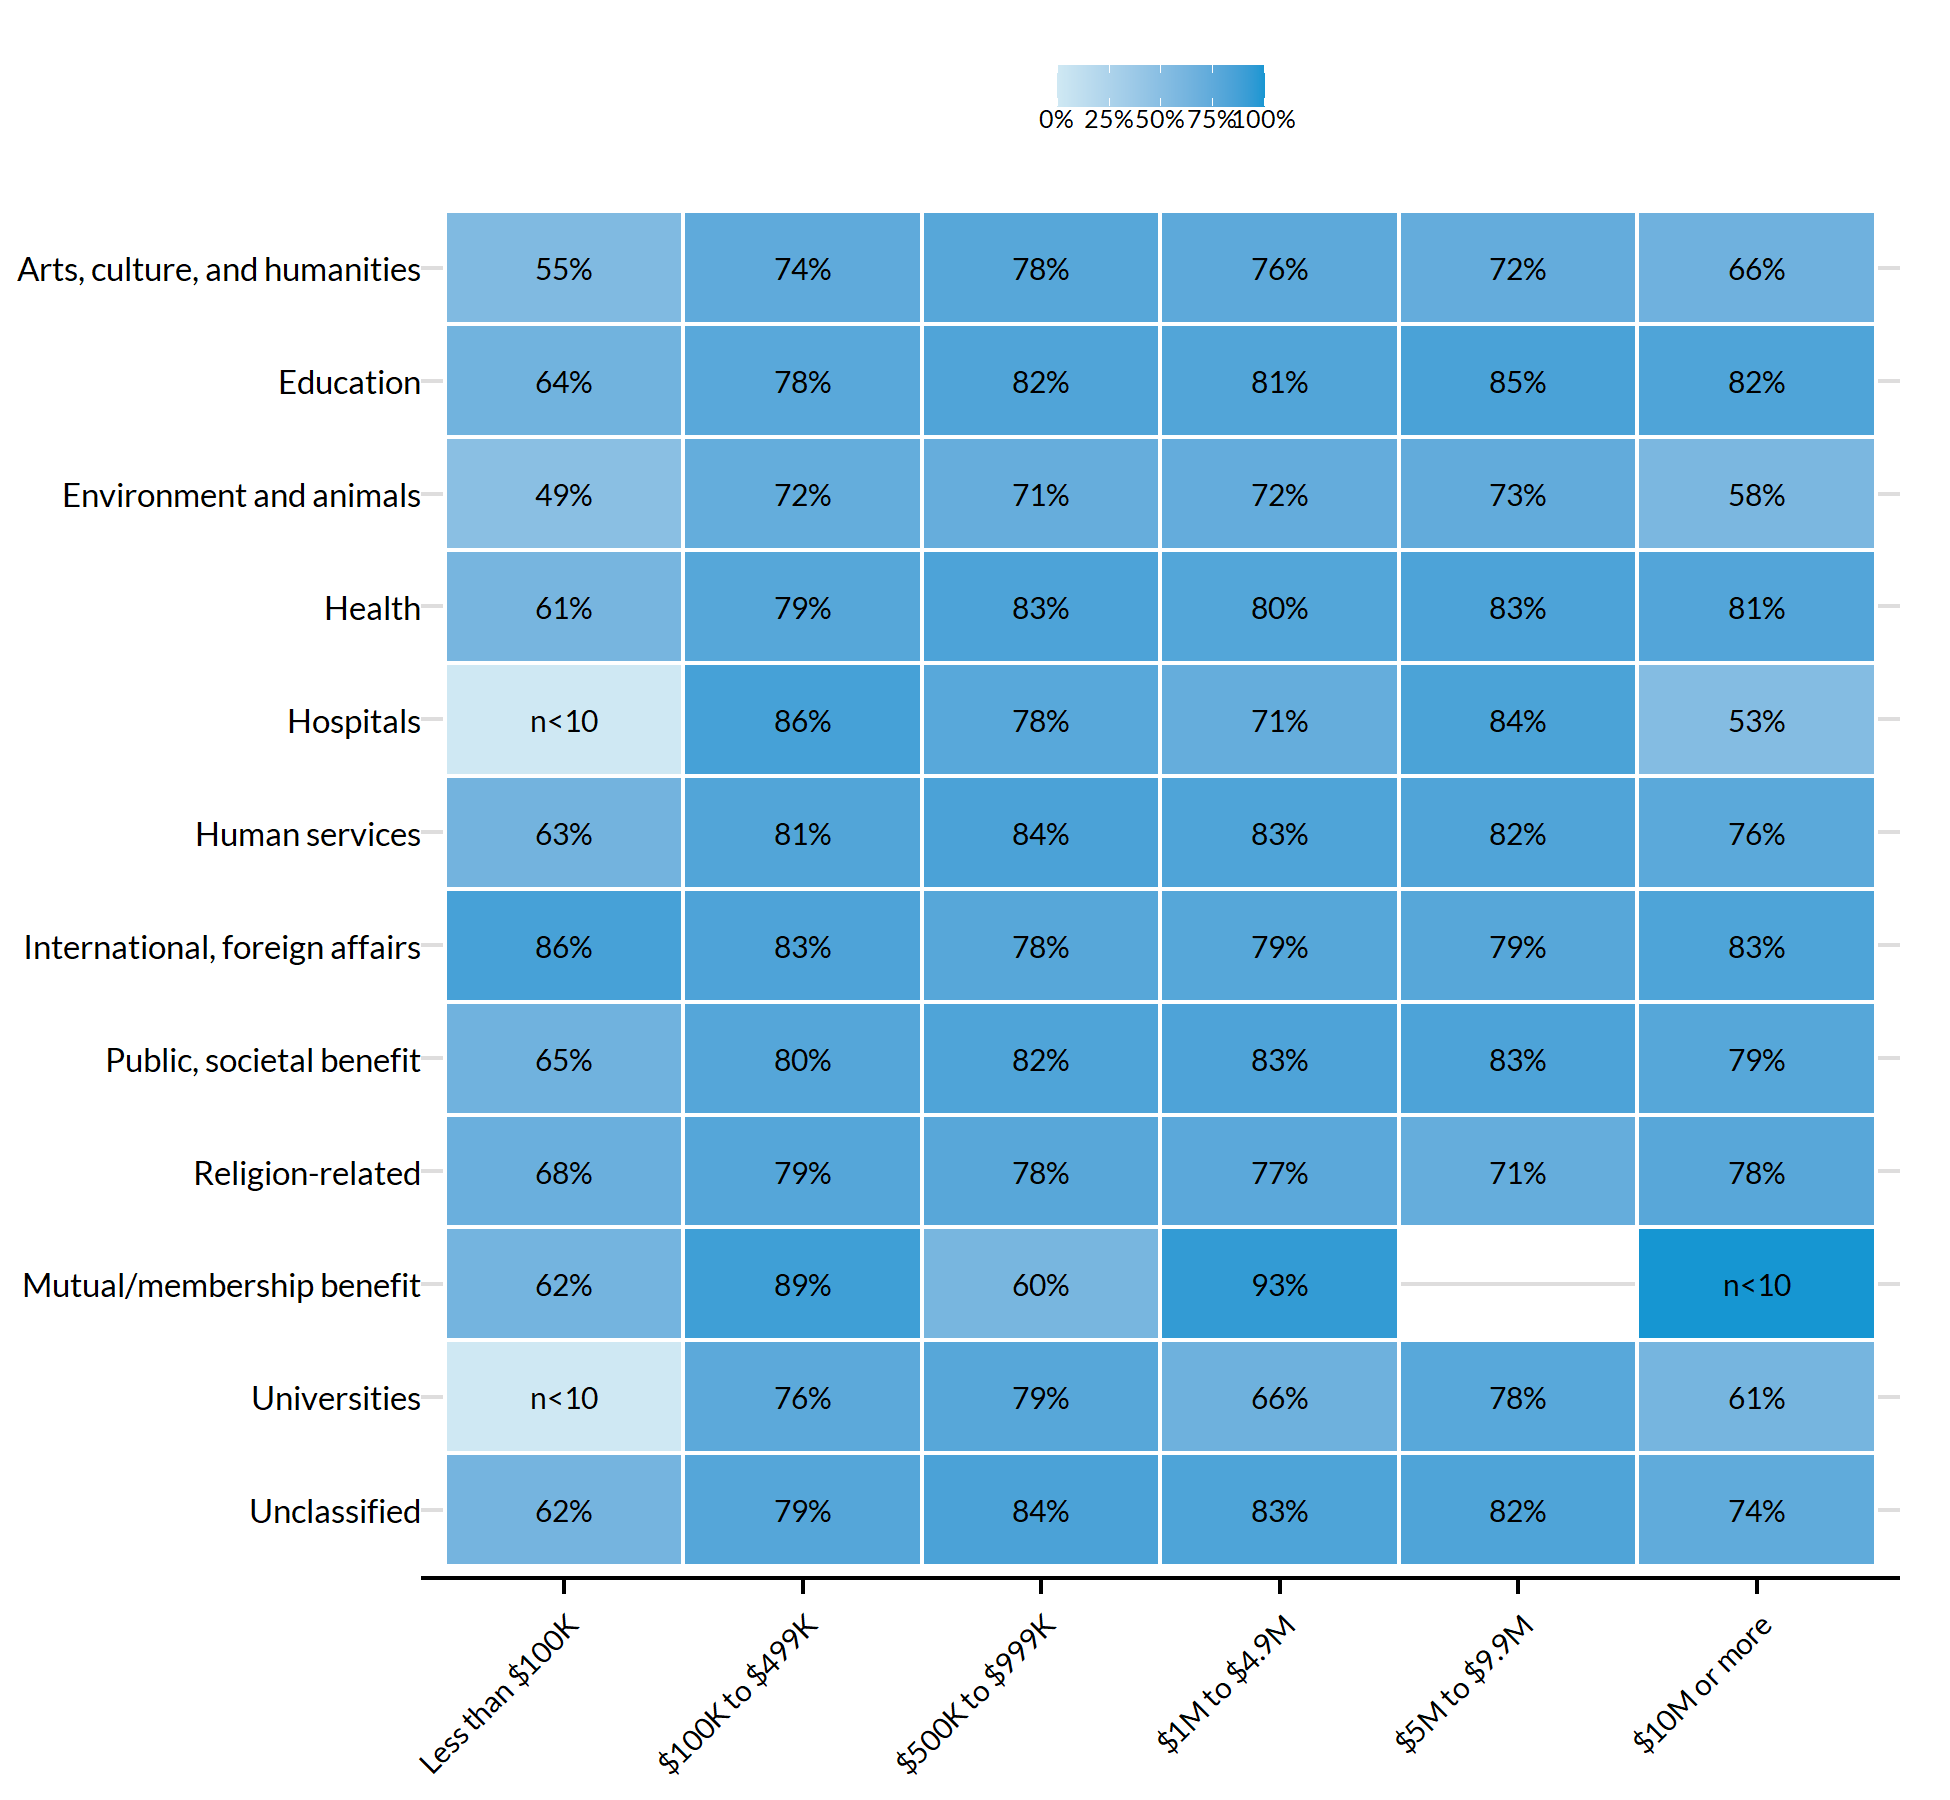 0% 25% 50% 75% 100%
Arts, culture, and humanities 55% 74% 78% 76% 72% 66%
Education 64% 78% 82% 81% 85% 82%
Environment and animals 49% 72% 71% 72% 73% 58%
Health 61% 79% 83% 80% 83% 81%
Hospitals n<10 86% 78% 71% 84% 53%
Human services 63% 81% 84% 83% 82% 76%
International, foreign affairs 86% 83% 78% 79% 79% 83%
Public, societal benefit 65% 80% 82% 83% 83% 79%
Religion-related 68% 79% 78% 77% 71% 78%
Mutual/membership benefit 62% 89% 60% 93% n<10
Universities n<10 76% 79% 66% 78% 61%
Unclassified 62% 79% 84% 83% 82% 74%
Less than $100K $100K to $499K $500K to $999K $1M to $4.9M $5M to $9.9M $10M or more